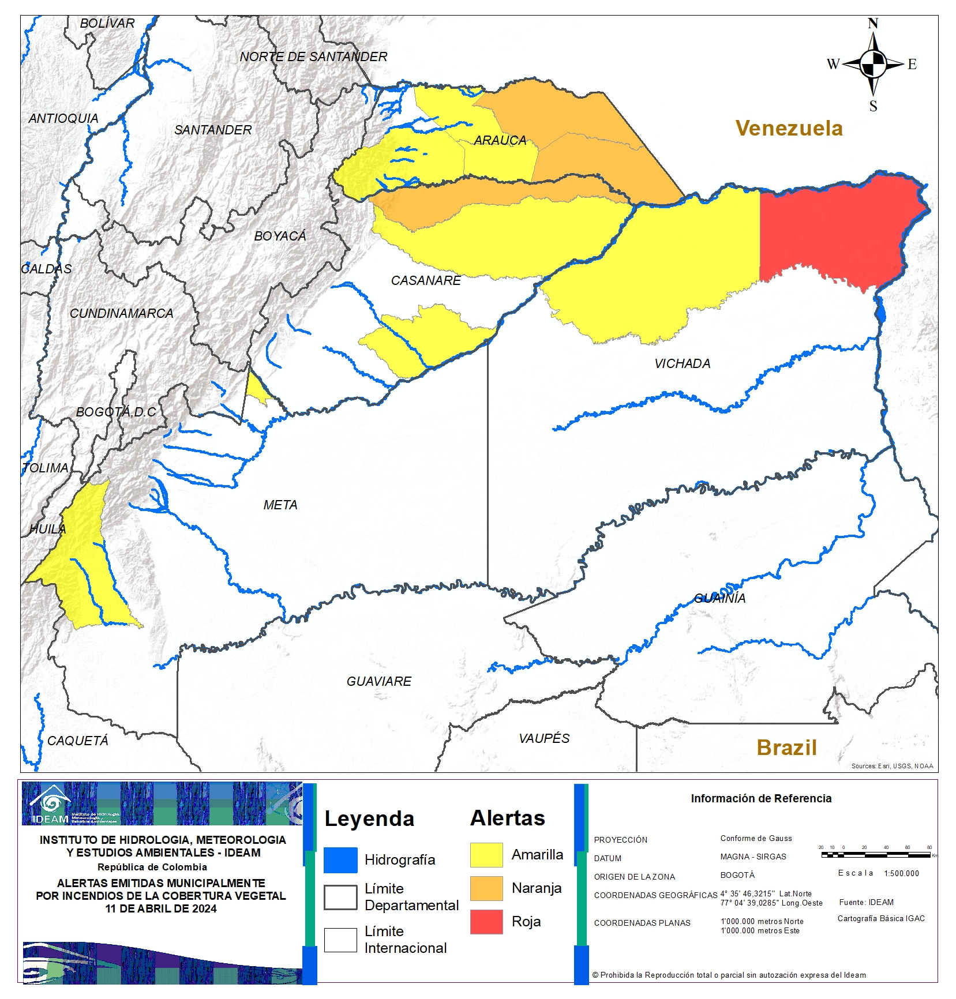 BOLÍVAR
N
NORTE DE SANTANDER
W
E
S
ANTIOQUIA
SANTANDER
Venezuela
ARAUCA
BOYACÁ
CALDAS
CASANARE
CUNDINAMARCA
VICHADA
BOGOTÁ,D.C
TOLIMA
META
HUILA
GUAINÍA
GUAVIARE
CAQUETÁ
VAUPÉS
Brazil
Sources: Esri, USGS, NOAA
IDEAM
Instituto de Hidrología,
Meteorología y
Estudios Ambientales
INSTITUTO DE HIDROLOGIA, METEOROLOGIA
Y ESTUDIOS AMBIENTALES - IDEAM
República de Colombia
ALERTAS EMITIDAS MUNICIPALMENTE
POR INCENDIOS DE LA COBERTURA VEGETAL
11 DE ABRIL DE 2024
Leyenda
Hidrografía
Límite
Departamental
Límite
Internacional
Alertas
Amarilla
Naranja
Roja
Información de Referencia
PROYECCIÓN Conforme de Gauss
DATUM MAGNA - SIRGAS
ORIGEN DE LA ZONA BOGOTÁ
COORDENADAS GEOGRÁFICAS 4° 35' 46,3215'' Lat.Norte
77° 04' 39,0285" Long.Oeste
COORDENADAS PLANAS 1'000.000 metros Norte
1'000.000 metros Este
20 10 0 20 40 60 80
Km
Escala 1:500.000
Fuente: IDEAM
Cartografía Básica IGAC
© Prohibida la Reproducción total o parcial sin autozación expresa del Ideam